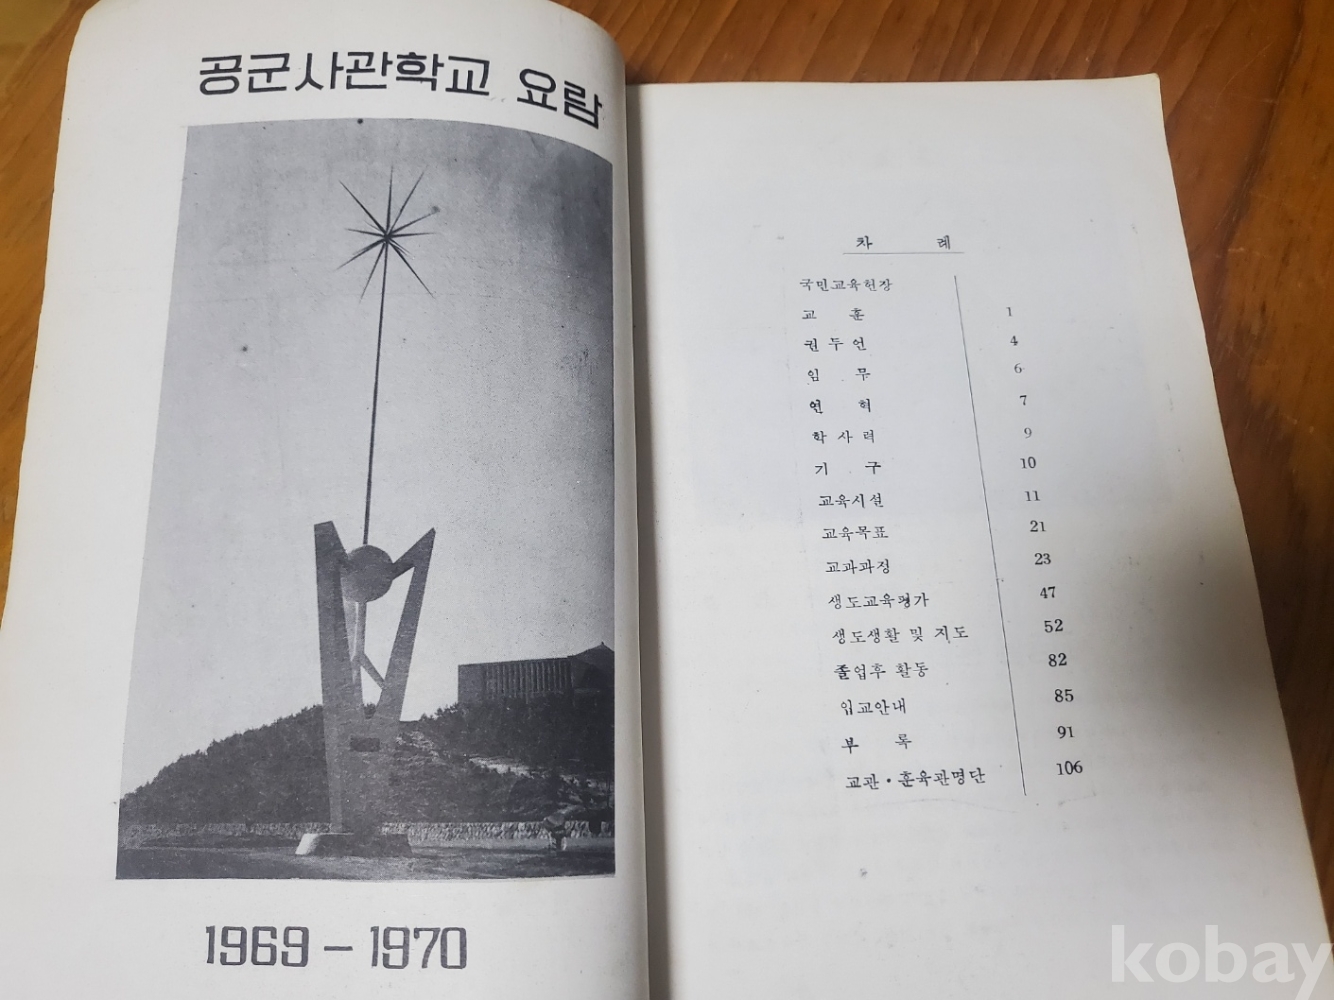 공군사관학교 요람
1969-1970
차 례
국민교육헌장
교 훈 1
권두언 4
임 무 6
연 혁 7
학사력 9
기 구 10
교육시설 11
교육목표 21
교과과정 23
생도교육평가 47
생도생활 및 지도 52
졸업후 활동 82
입교안내 85
부 록 91
교관·훈육관명단 106
kobay